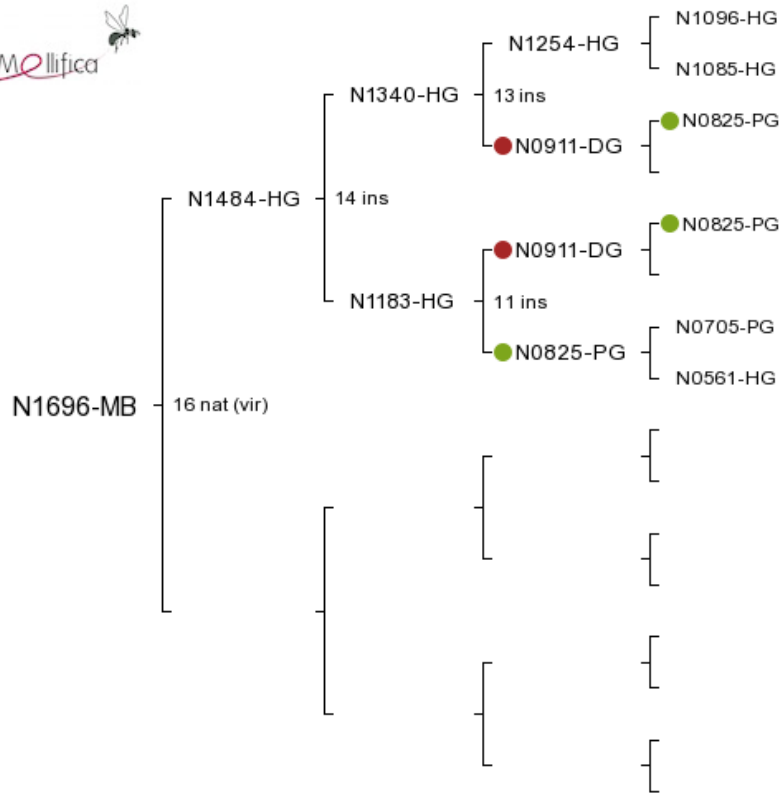 Mellifica
N1096-HG
N1254-HG
N1085-HG
N1340-HG
13 ins
N0825-PG
N0911-DG
N1484-HG
14 ins
N0825-PG
N0911-DG
N1183-HG
11 ins
N0705-PG
N0825-PG
N0561-HG
N1696-MB
16 nat (vir)